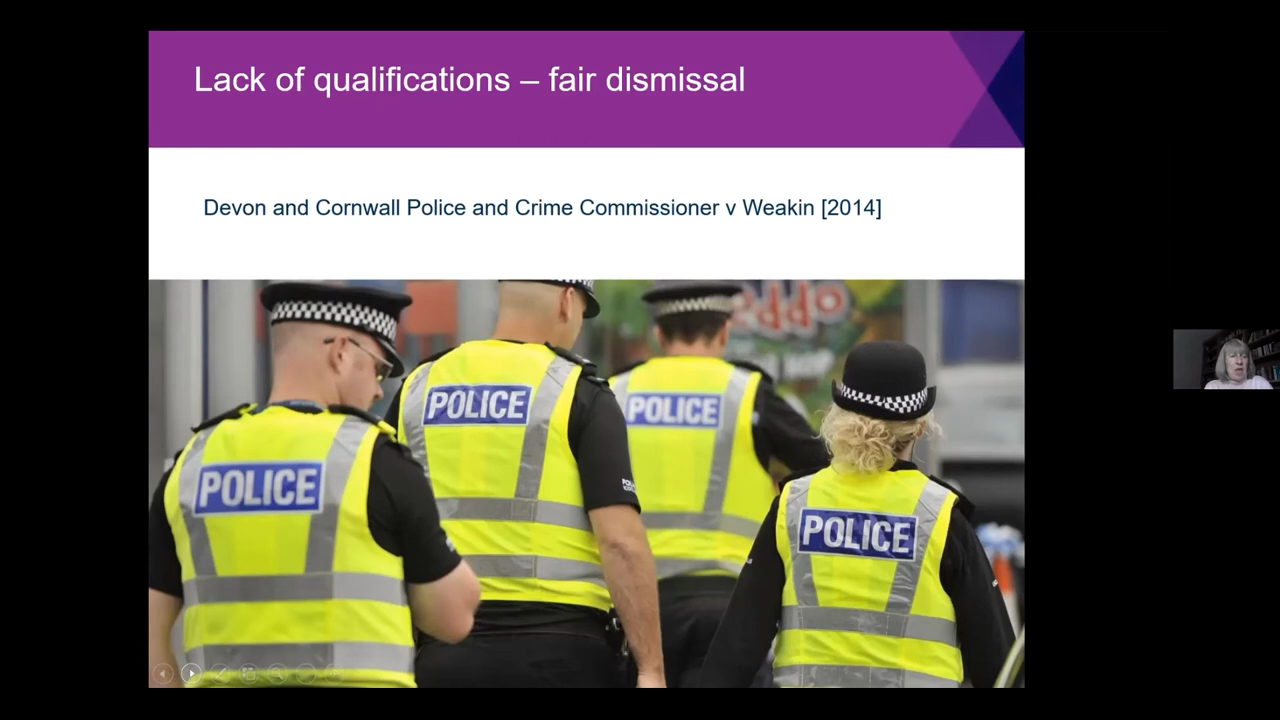 Lack of qualifications – fair dismissal
Devon and Cornwall Police and Crime Commissioner v Weakin [2014]
POLICE
POLICE
POLICE
POLICE